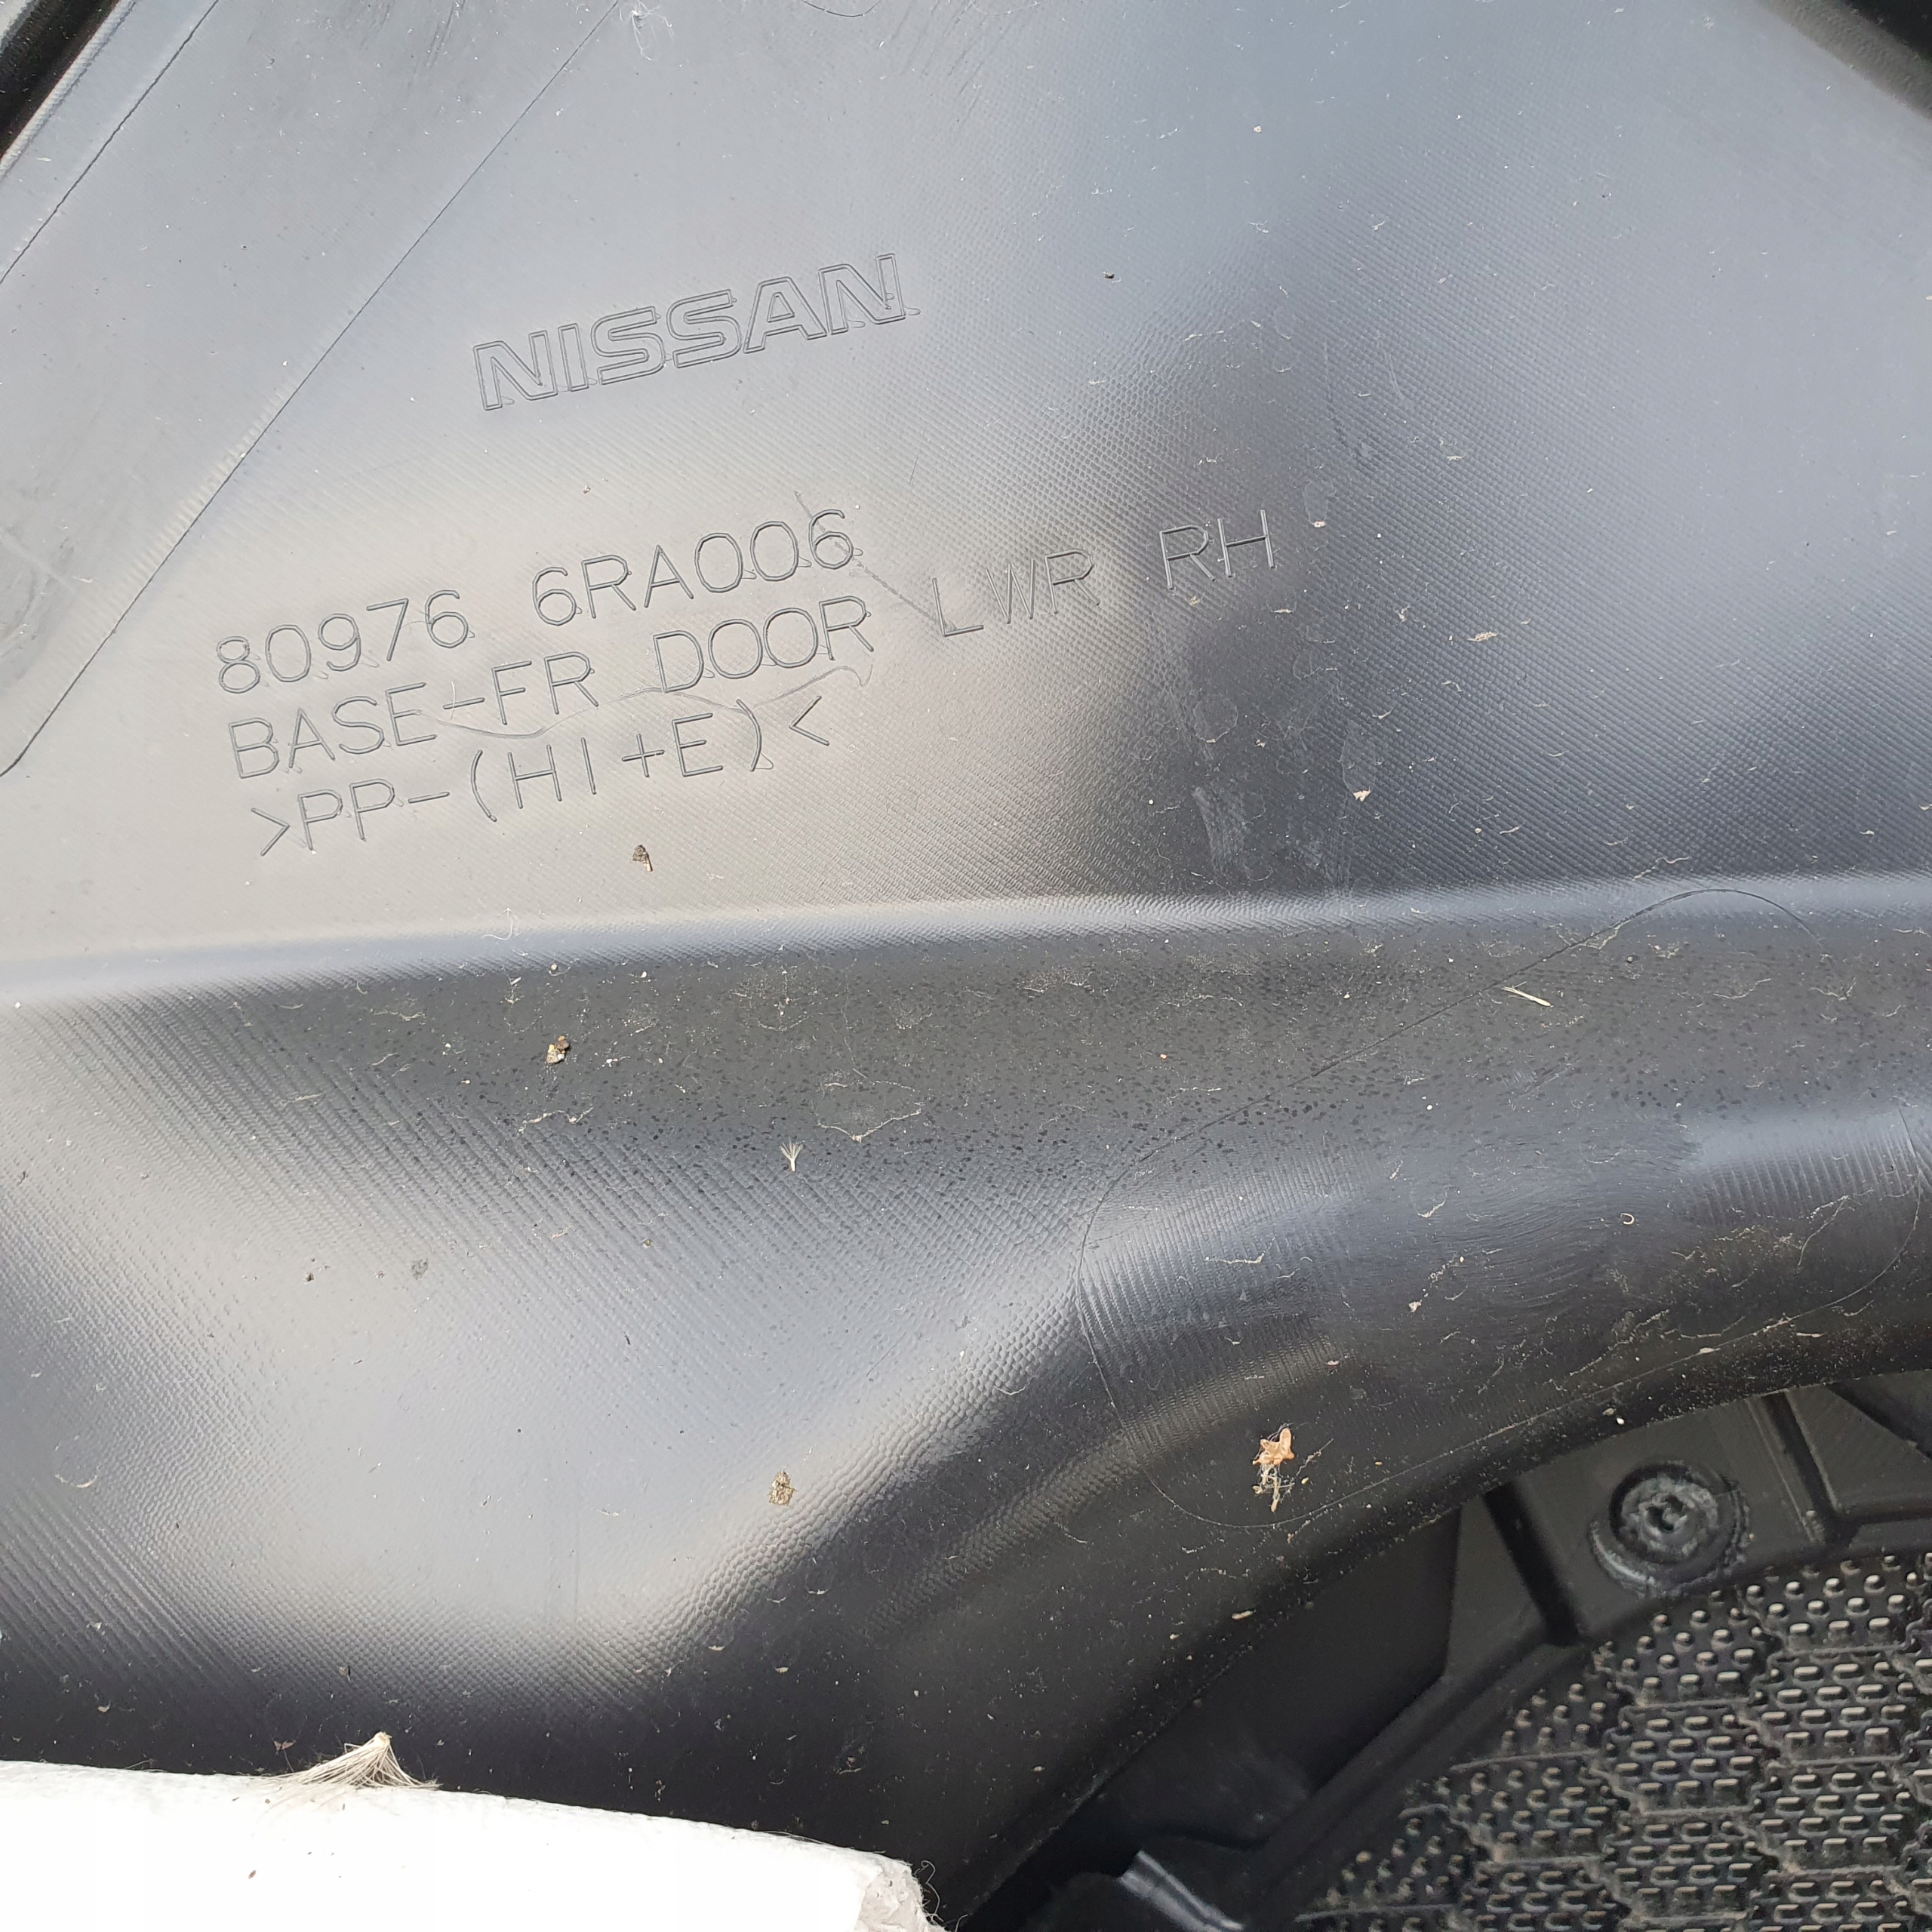 NISSAN
80976 6RA006
BASE-FR DOOR LWR RH
>PP-(HI+E)<